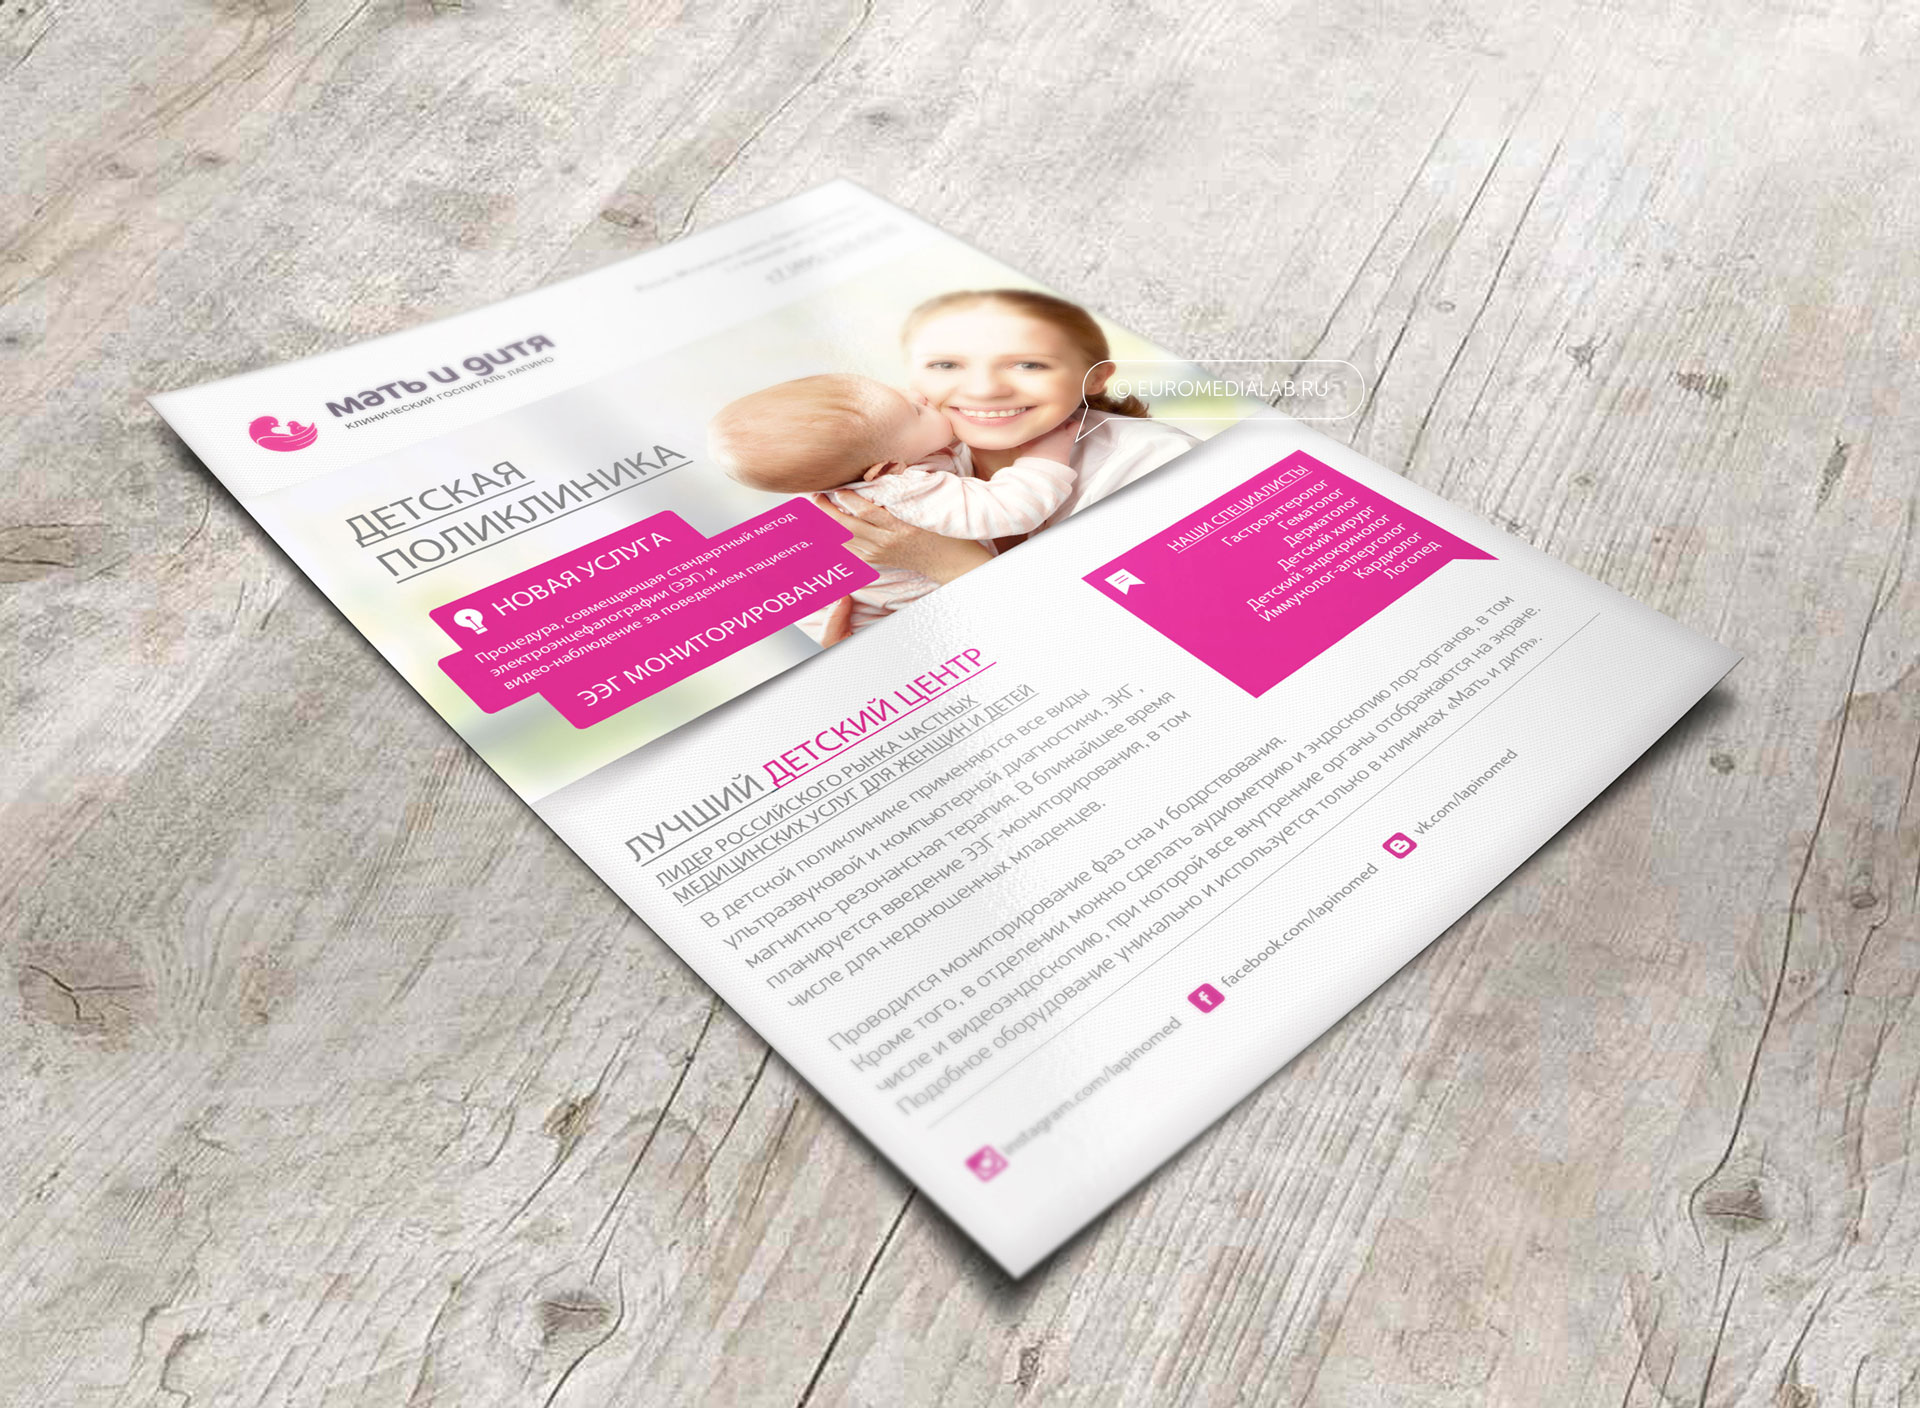 мать и дитя
КЛИНИЧЕСКИЙ ГОСПИТАЛЬ ЛАПИНО
ДЕТСКАЯ
ПОЛИКЛИНИКА
НОВАЯ УСЛУГА
Процедура, совмещающая стандартный метод
электроэнцефалографии (ЭЭГ) и
видео-наблюдение за поведением пациента.
ЭЭГ МОНИТОРИРОВАНИЕ
© EUROMEDIALAB.RU
НАШИ СПЕЦИАЛИСТЫ
Гастроэнтеролог
Гематолог
Дерматолог
Детский хирург
Детский эндокринолог
Иммунолог-аллерголог
Кардиолог
Логопед
ЛУЧШИЙ ДЕТСКИЙ ЦЕНТР
ЛИДЕР РОССИЙСКОГО РЫНКА ЧАСТНЫХ
МЕДИЦИНСКИХ УСЛУГ ДЛЯ ЖЕНЩИН И ДЕТЕЙ
В детской поликлинике применяются все виды
ультразвуковой и компьютерной диагностики, ЭКГ ,
магнитно-резонансная терапия. В ближайшее время
планируется введение ЭЭГ-мониторирования, в том
числе для недоношенных младенцев.
Проводится мониторирование фаз сна и бодрствования.
Кроме того, в отделении можно сделать аудиометрию и эндоскопию лор-органов, в том
числе и видеоэндоскопию, при которой все внутренние органы отображаются на экране.
Подобное оборудование уникально и используется только в клиниках «Мать и дитя».
instagram.com/lapinomed
facebook.com/lapinomed
vk.com/lapinomed